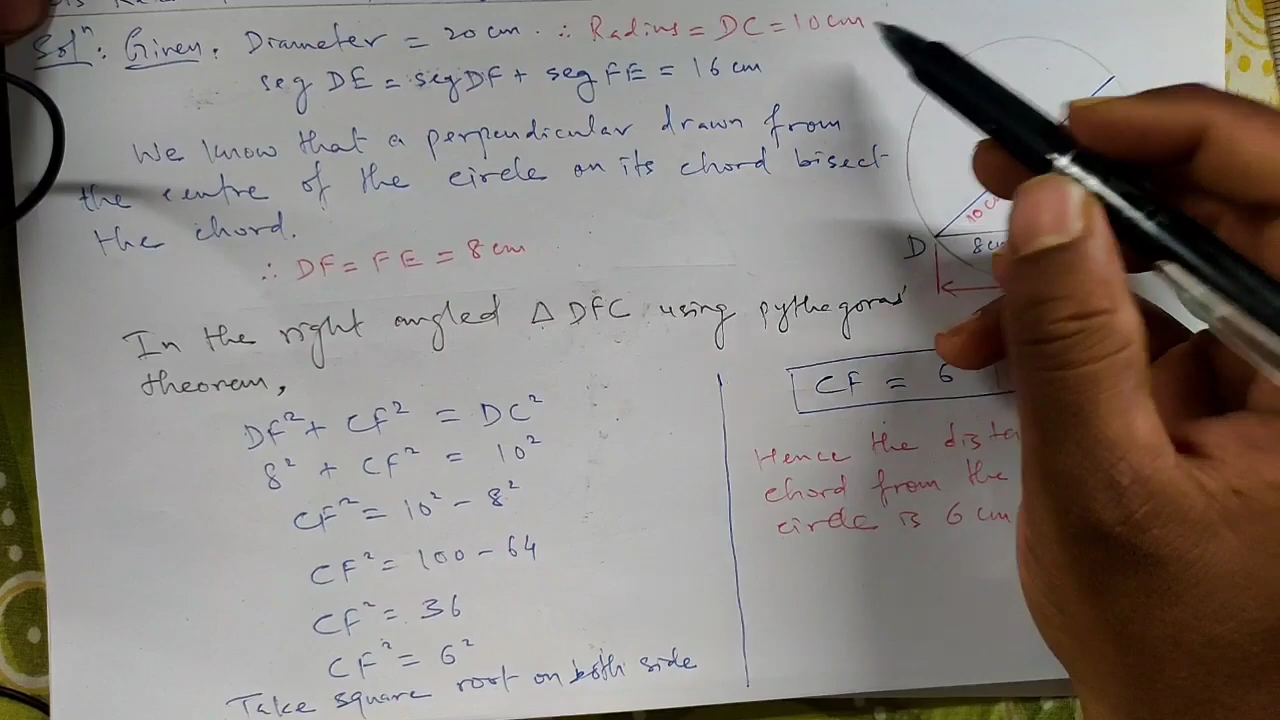 Solⁿ: Given: Diameter = 20 cm. ∴ Radius = DC = 10 cm
seg DE = seg DF + seg FE = 16 cm
We know that a perpendicular drawn from
the centre of the circle on its chord bisect
the chord.
∴ DF = FE = 8 cm
In the right angled Δ DFC using pythegoras'
theorem,
DF² + CF² = DC²
8² + CF² = 10²
CF² = 10² - 8²
CF² = 100 - 64
CF² = 36
CF² = 6²
Take square root on both side
10 c
D
8 c
CF = 6
Hence the dista
chord from the
circle is 6 cm